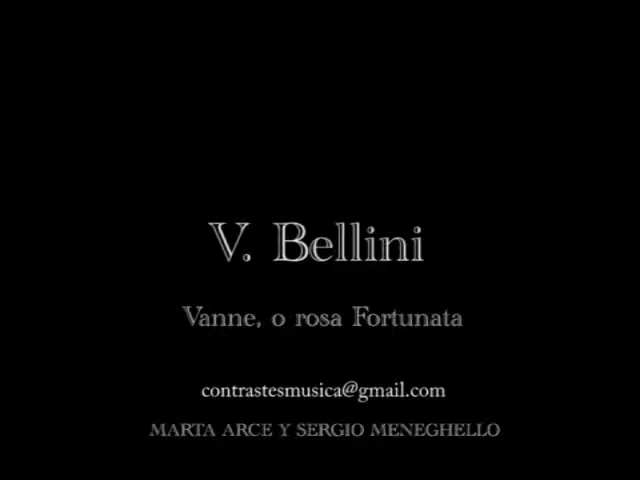 V. Bellini
Vanne, o rosa Fortunata
contrastesmusica@gmail.com
MARTA ARCE Y SERGIO MENEGHELLO